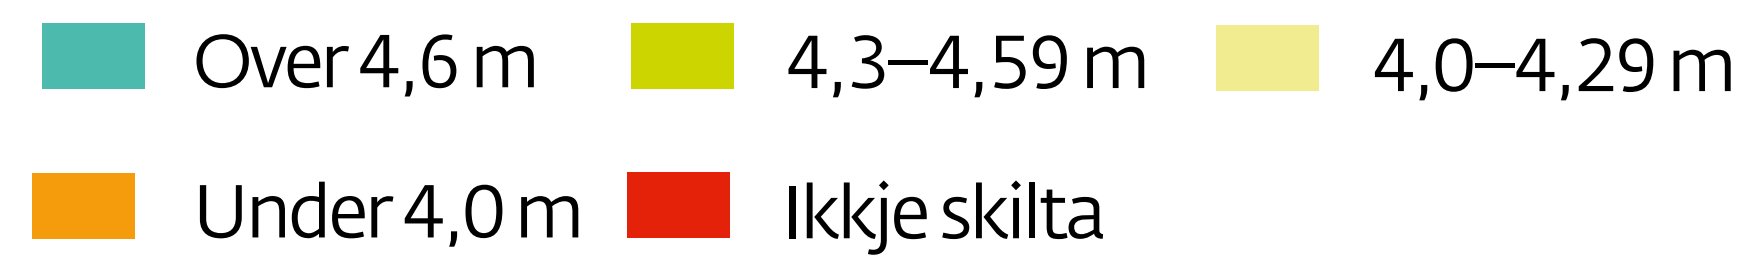 Over 4,6 m 4,3–4,59 m 4,0–4,29 m
Under 4,0 m Ikkje skilta